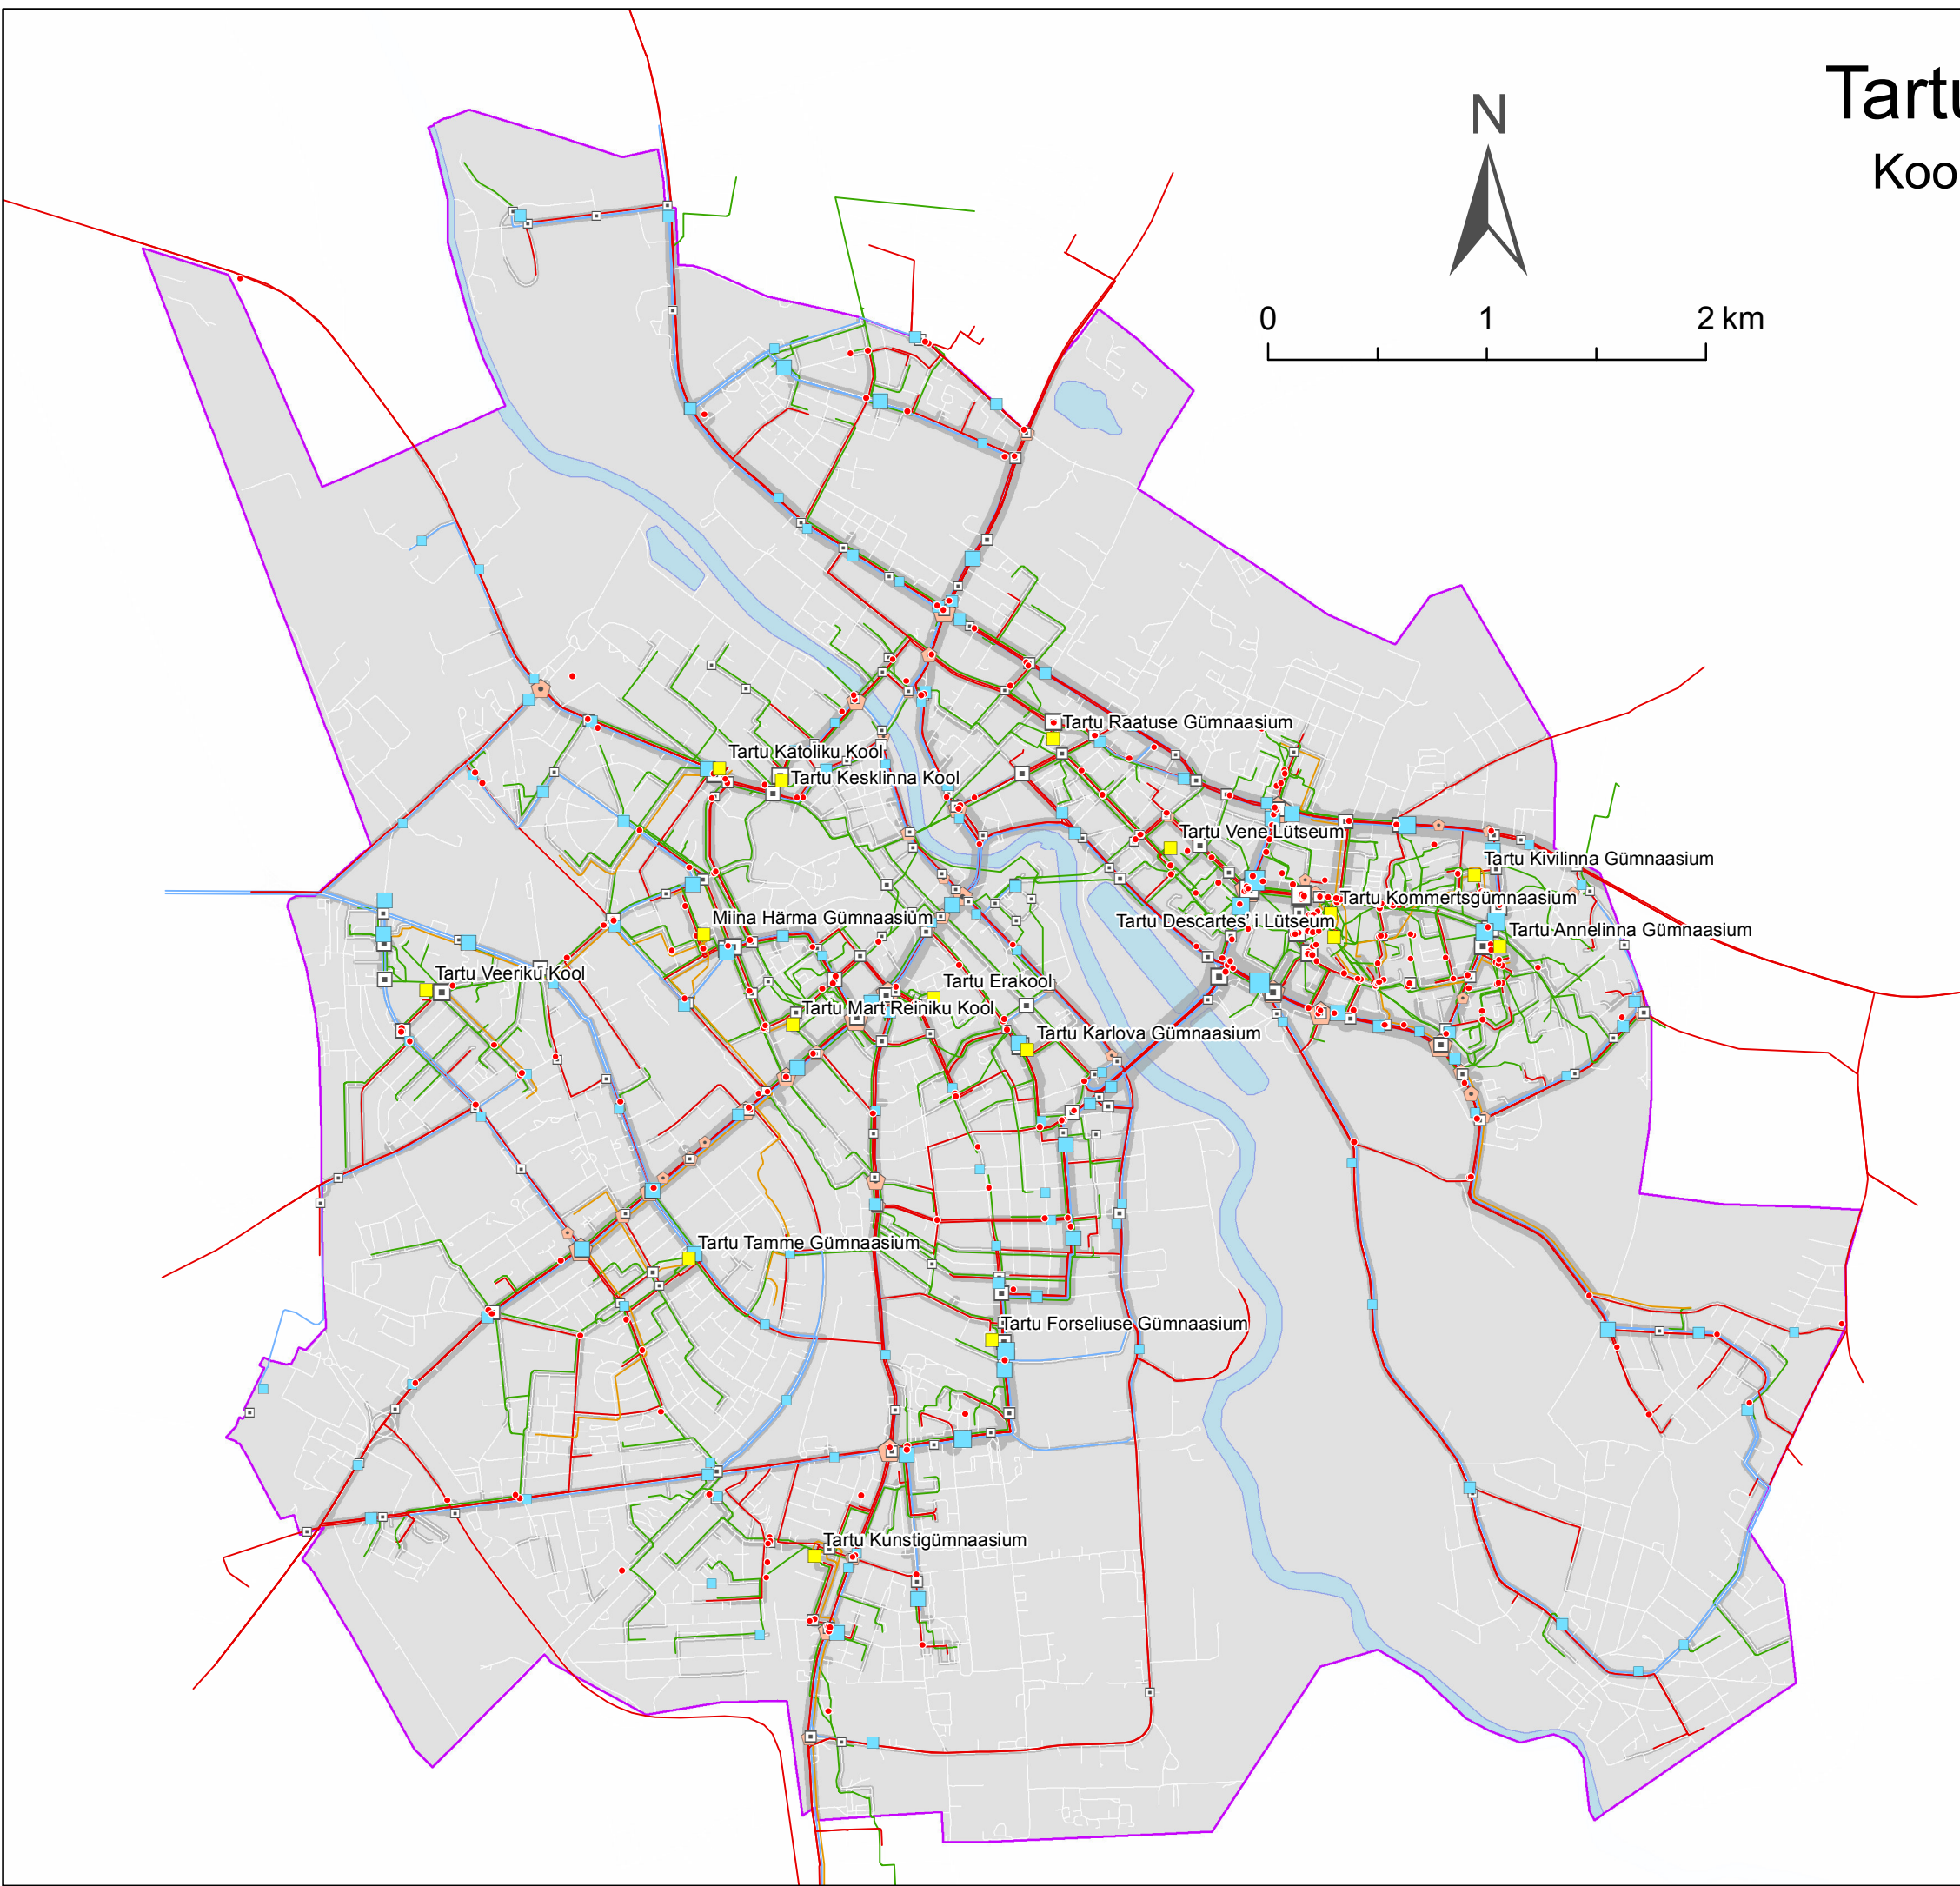 Tartu
Koo
N
0 1 2 km
Tartu Raatuse Gümnaasium
Tartu Katoliku Kool
Tartu Kesklinna Kool
Tartu Vene Lütseum
Tartu Kivilinna Gümnaasium
Tartu Kommertsgümnaasium
Miina Härma Gümnaasium
Tartu Descartes' i Lütseum
Tartu Annelinna Gümnaasium
Tartu Veeriku Kool
Tartu Erakool
Tartu Mart Reiniku Kool
Tartu Karlova Gümnaasium
Tartu Tamme Gümnaasium
Tartu Forseliuse Gümnaasium
Tartu Kunstigümnaasium